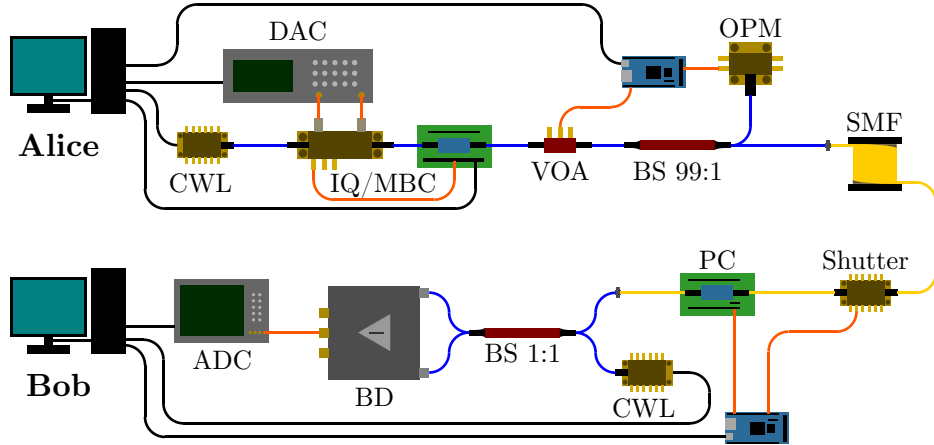 DAC
OPM
Alice
CWL
IQ/MBC
VOA
BS 99:1
SMF
PC
Shutter
Bob
ADC
BD
BS 1:1
CWL